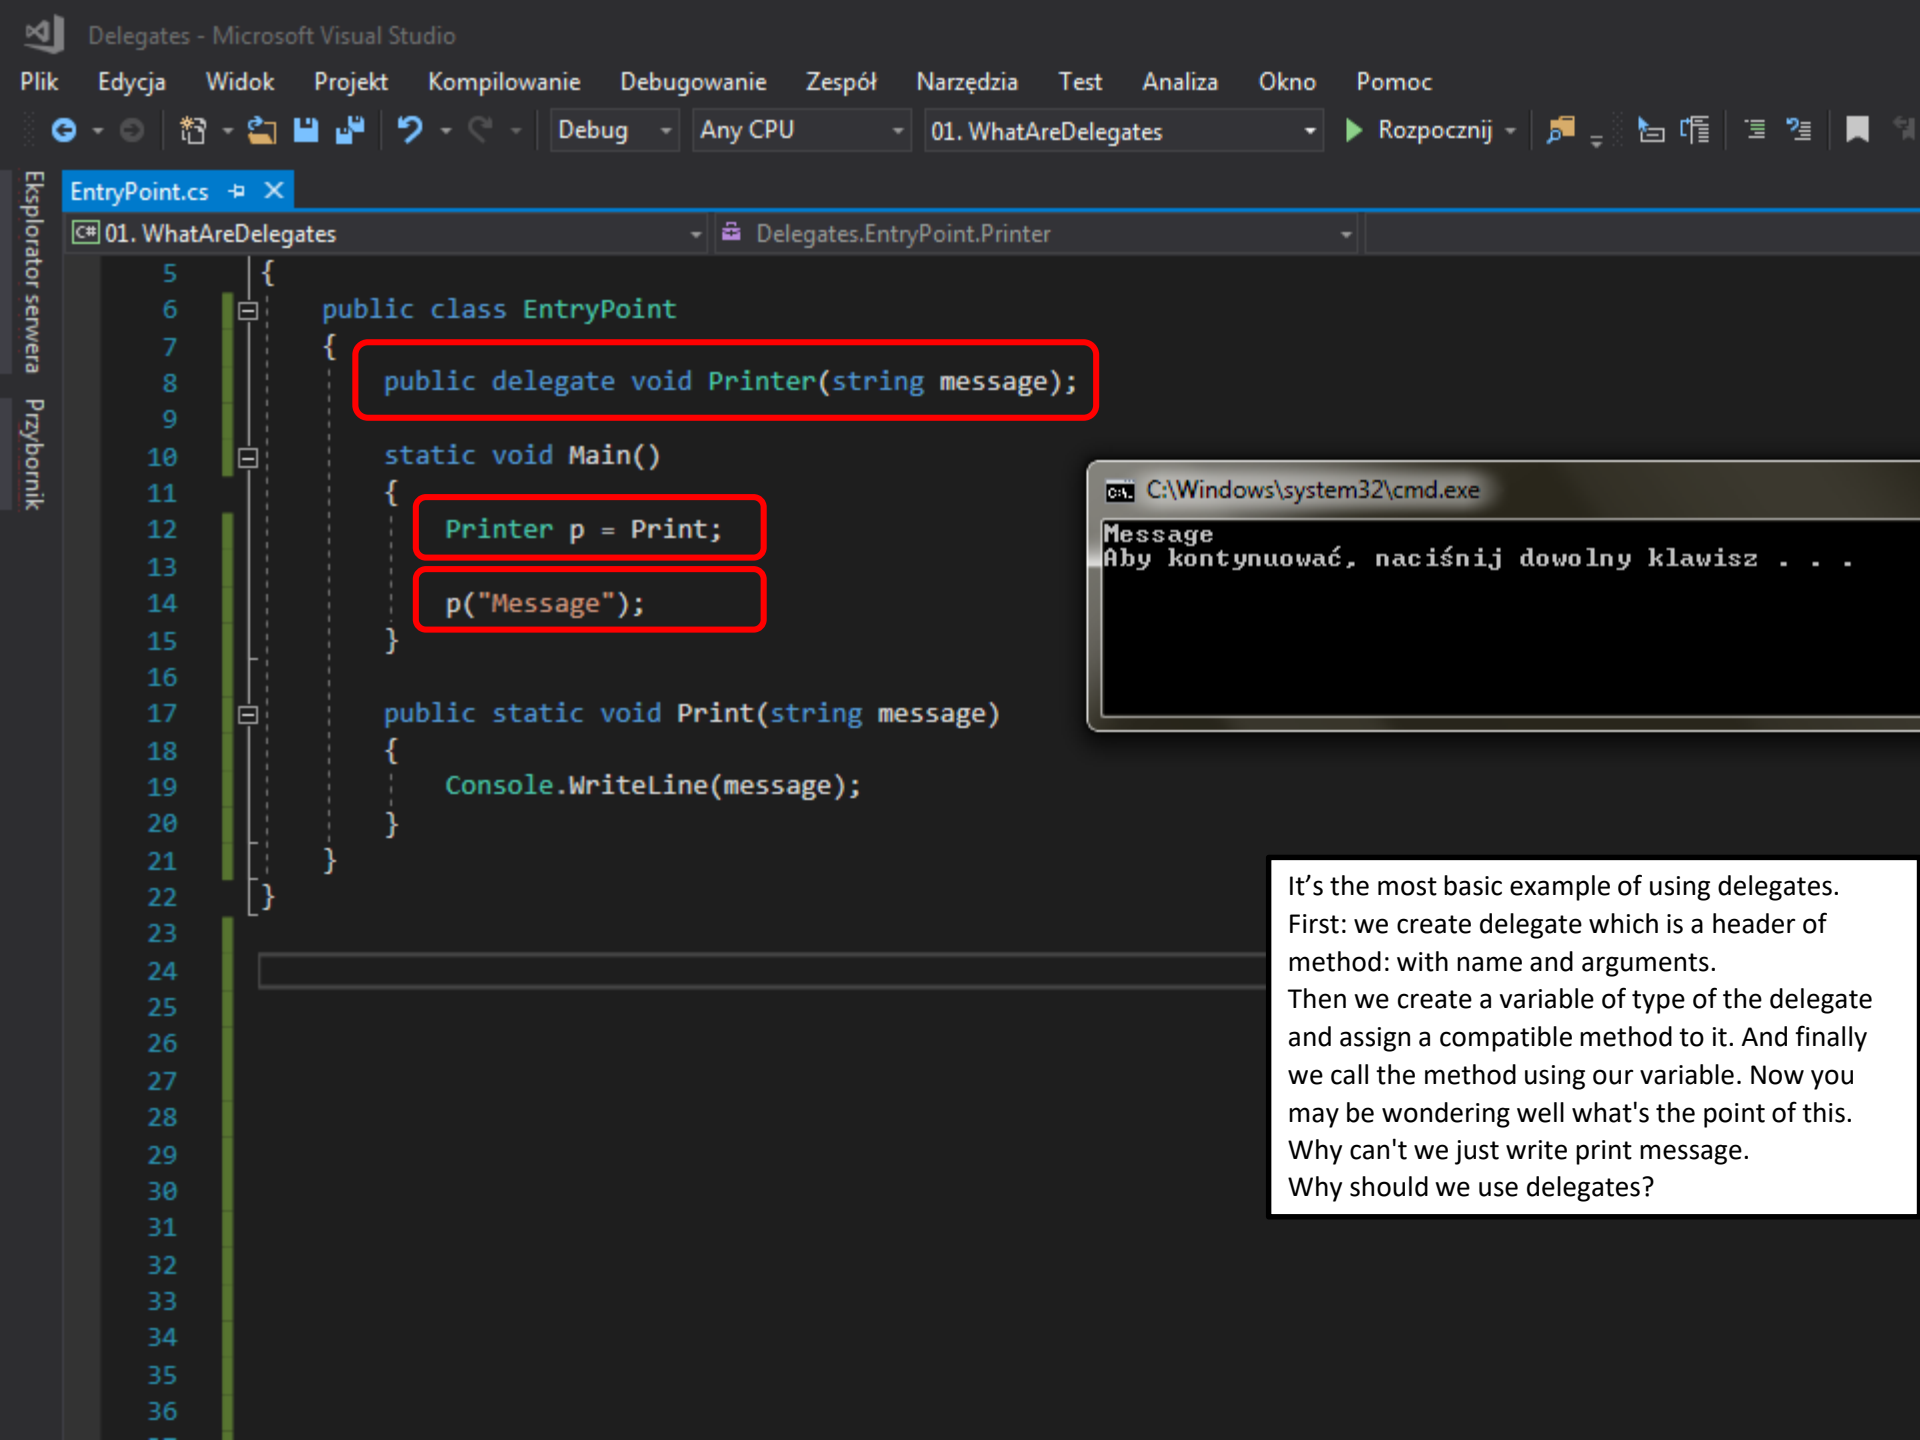 Delegates - Microsoft Visual Studio
Plik Edycja Widok Projekt Kompilowanie Debugowanie Zespół Narzędzia Test Analiza Okno Pomoc
Debug Any CPU 01. WhatAreDelegates Rozpocznij
Eksplorator serwera
Przybornik
EntryPoint.cs
C# 01. WhatAreDelegates Delegates.EntryPoint.Printer
5 {
6 public class EntryPoint
7 {
8 public delegate void Printer(string message);
9
10 static void Main()
11 {
12 Printer p = Print;
13
14 p("Message");
15 }
16
17 public static void Print(string message)
18 {
19 Console.WriteLine(message);
20 }
21 }
22 }
23
24
25
26
27
28
29
30
31
32
33
34
35
36
C:\Windows\system32\cmd.exe
Message
Aby kontynuować, naciśnij dowolny klawisz . . .
It’s the most basic example of using delegates.
First: we create delegate which is a header of
method: with name and arguments.
Then we create a variable of type of the delegate
and assign a compatible method to it. And finally
we call the method using our variable. Now you
may be wondering well what's the point of this.
Why can't we just write print message.
Why should we use delegates?